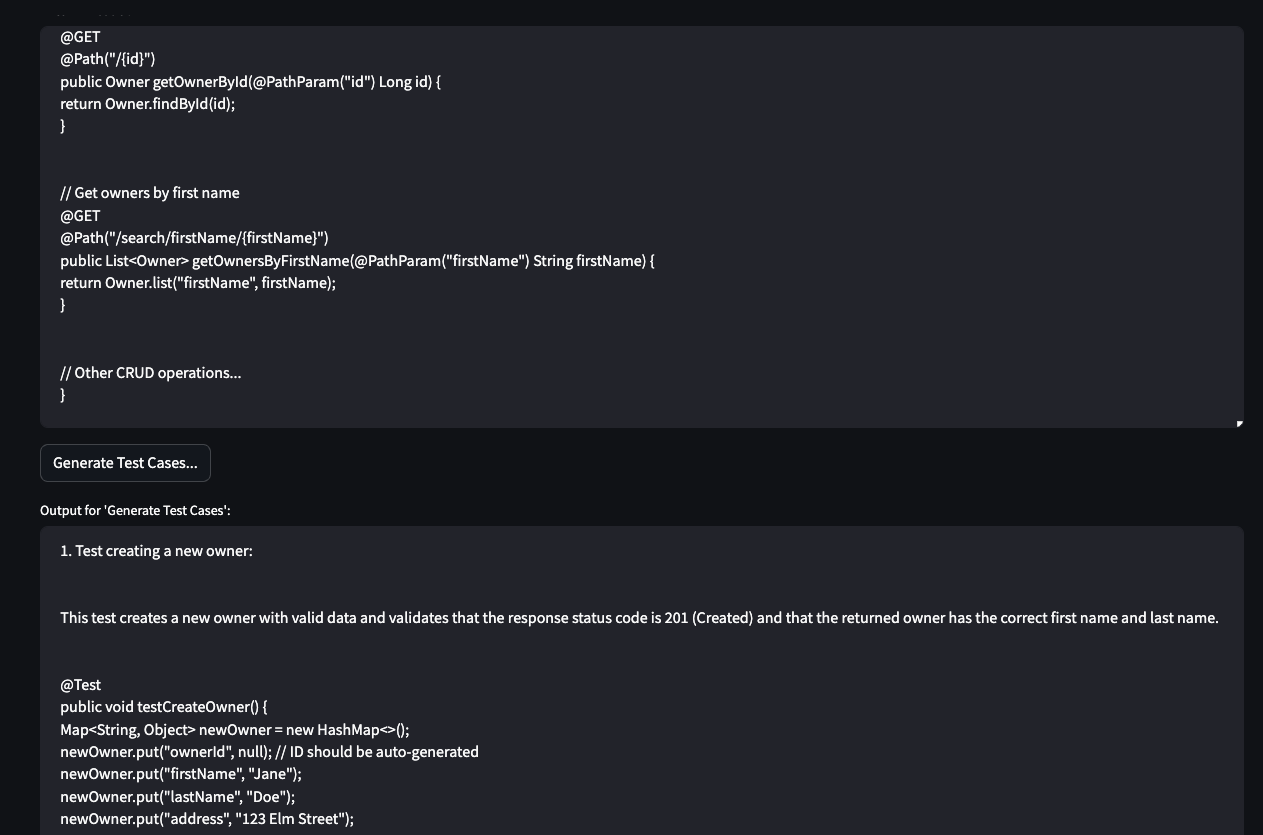 @GET
@Path("/{id}")
public Owner getOwnerById(@PathParam("id") Long id) {
return Owner.findById(id);
}
// Get owners by first name
@GET
@Path("/search/firstName/{firstName}")
public List<Owner> getOwnersByFirstName(@PathParam("firstName") String firstName) {
return Owner.list("firstName", firstName);
}
// Other CRUD operations...
}
Generate Test Cases...
Output for 'Generate Test Cases':
1. Test creating a new owner:
This test creates a new owner with valid data and validates that the response status code is 201 (Created) and that the returned owner has the correct first name and last name.
@Test
public void testCreateOwner() {
Map<String, Object> newOwner = new HashMap<>();
newOwner.put("ownerId", null); // ID should be auto-generated
newOwner.put("firstName", "Jane");
newOwner.put("lastName", "Doe");
newOwner.put("address", "123 Elm Street");